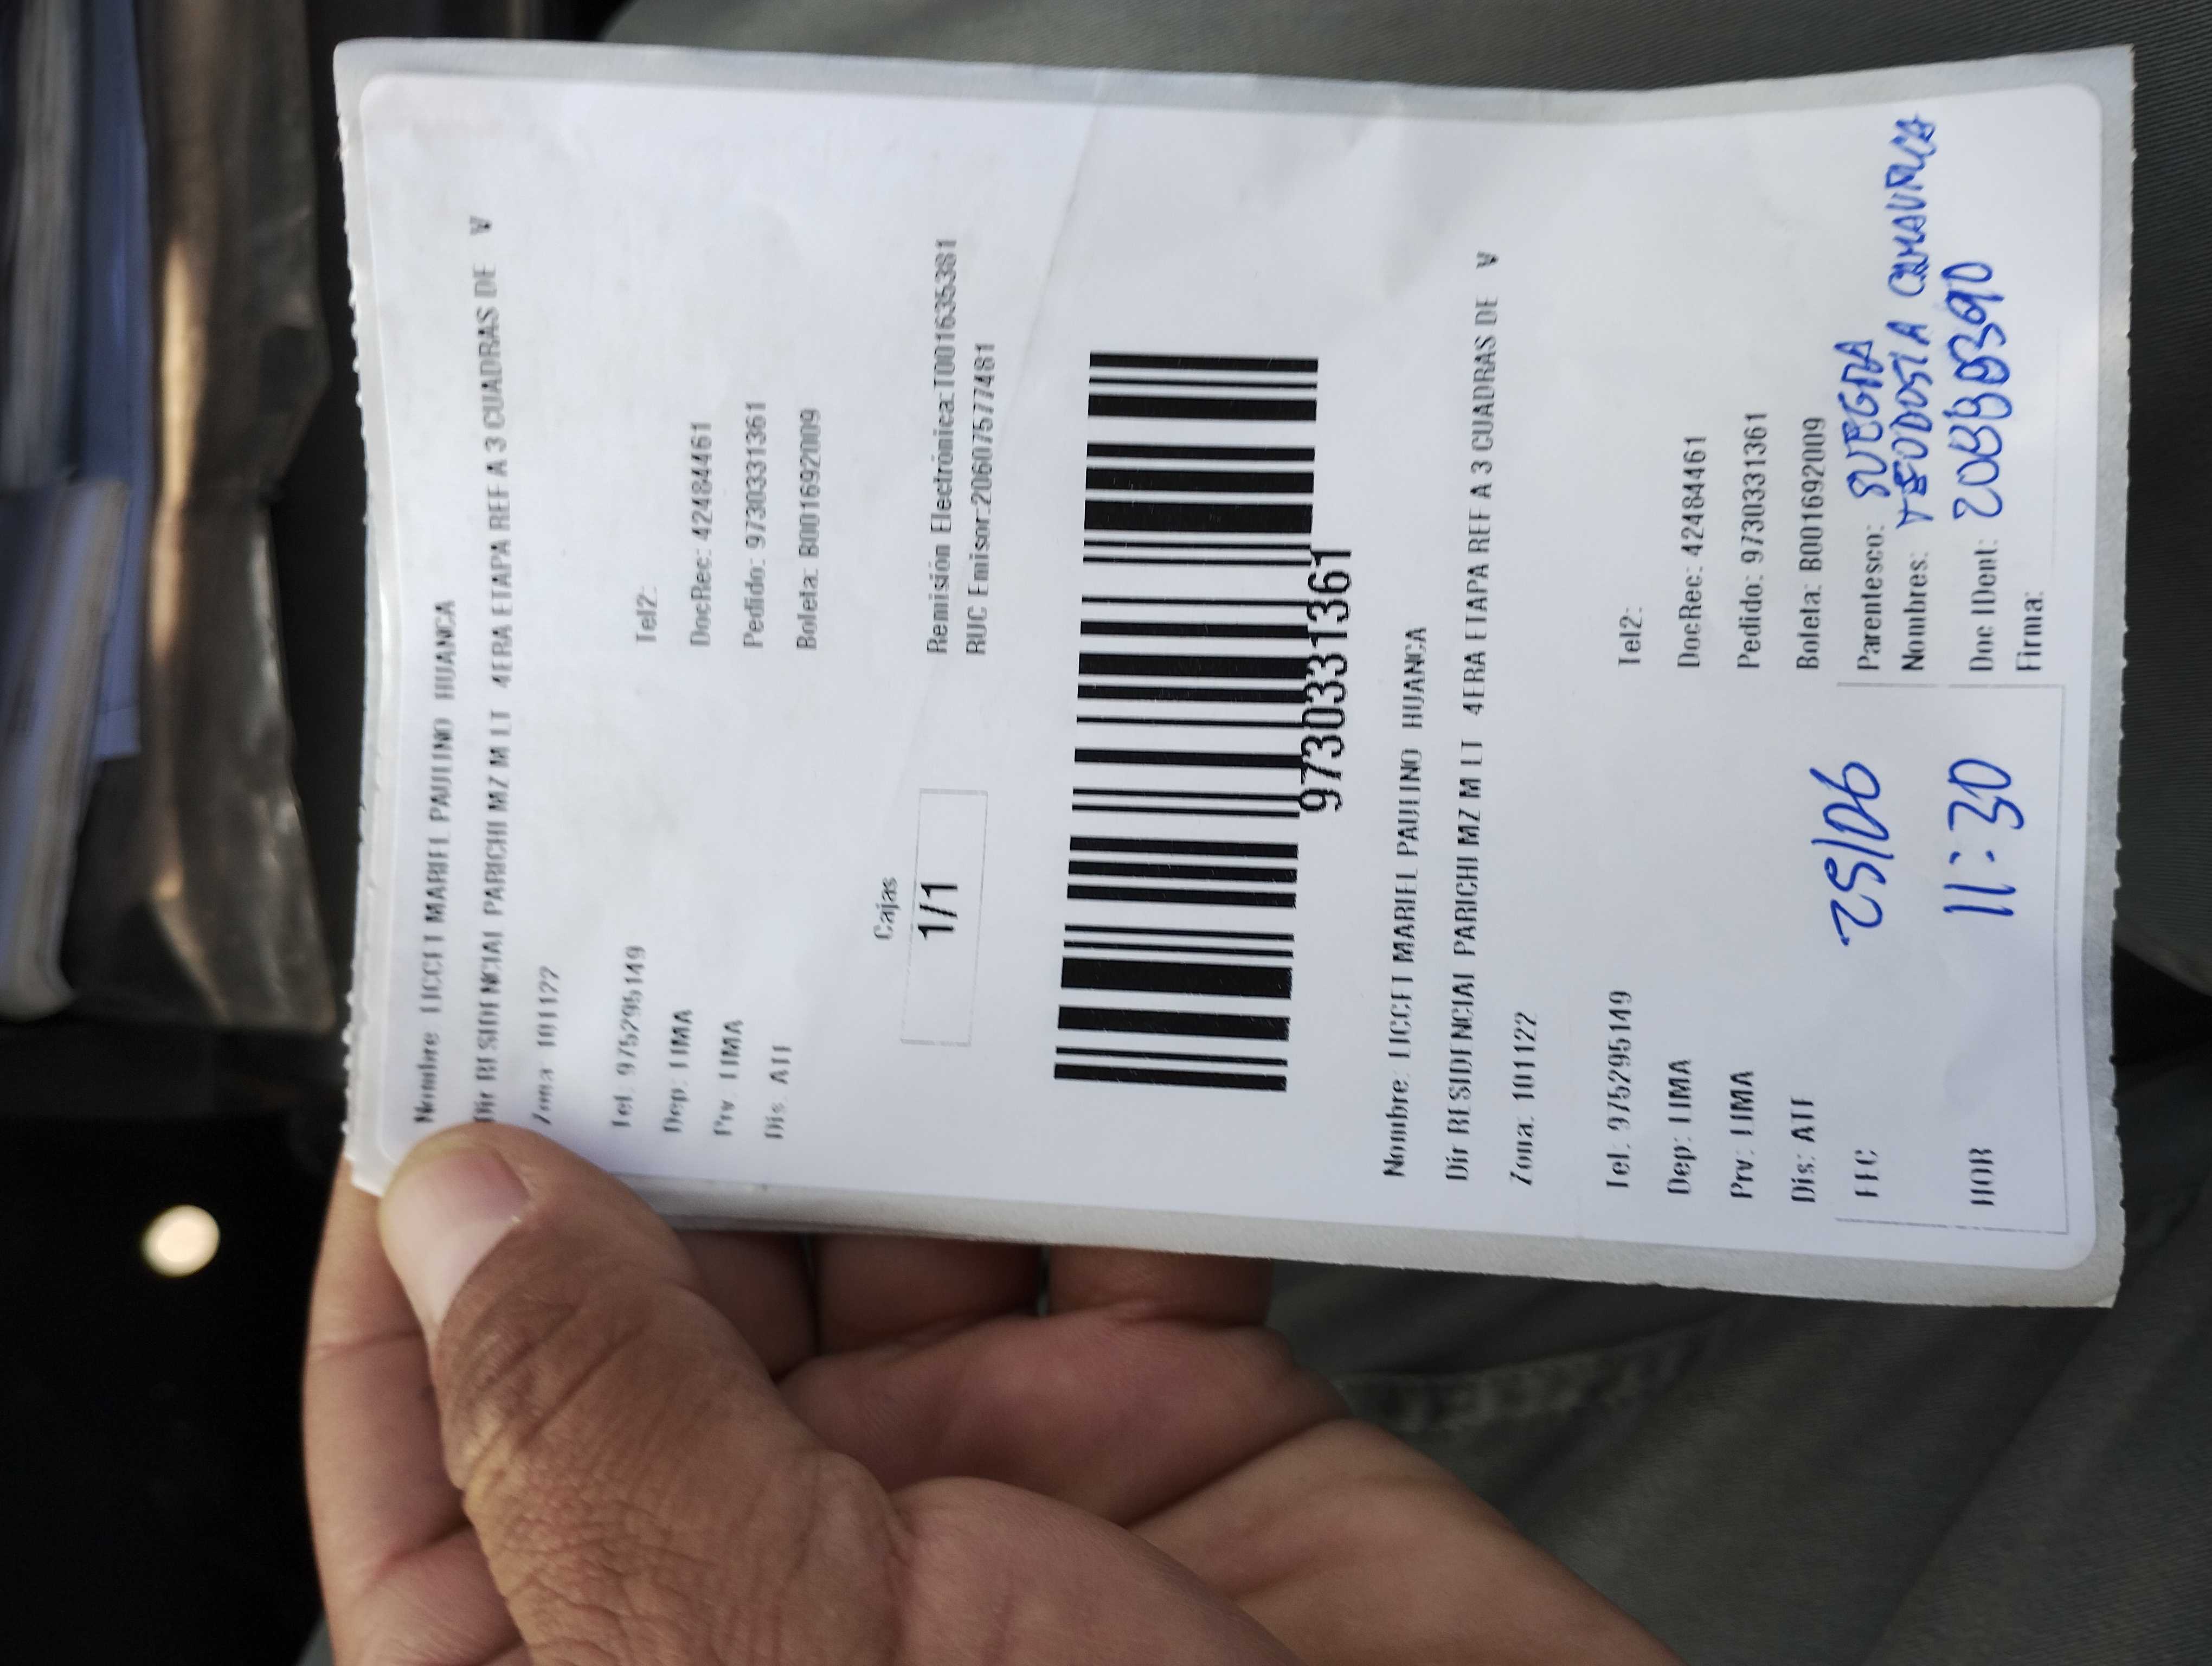 Nombre LICCET MARIEL PAULINO HUANCA
Dir RESIDENCIAL PARICHI MZ M LT 4ERA ETAPA REF A 3 CUADRAS DE V
Zona 101122
Tel.: 975295149 Tel2:
Dep: LIMA DocRec: 42484461
Prv. LIMA Pedido: 9730331361
Dis. ATE Boleta: B001692009
Cajas
1/1
Remisión Electrónica:T001635381
RUC Emisor:20607577481
9730331361
Nombre: LICCET MARIEL PAULINO HUANCA
Dir RESIDENCIAL PARICHI MZ M LT 4ERA ETAPA REF A 3 CUADRAS DE V
Zona: 101122
Tel.: 975295149 Tel2:
Dep: LIMA DocRec: 42484461
Prv: LIMA Pedido: 9730331361
Dis: ATE Boleta: B001692009
FEC 25/06 Parentesco: SUEGRA
Nombres: TEODOSIA
HOR 11:30 Doc IDent:
Firma: